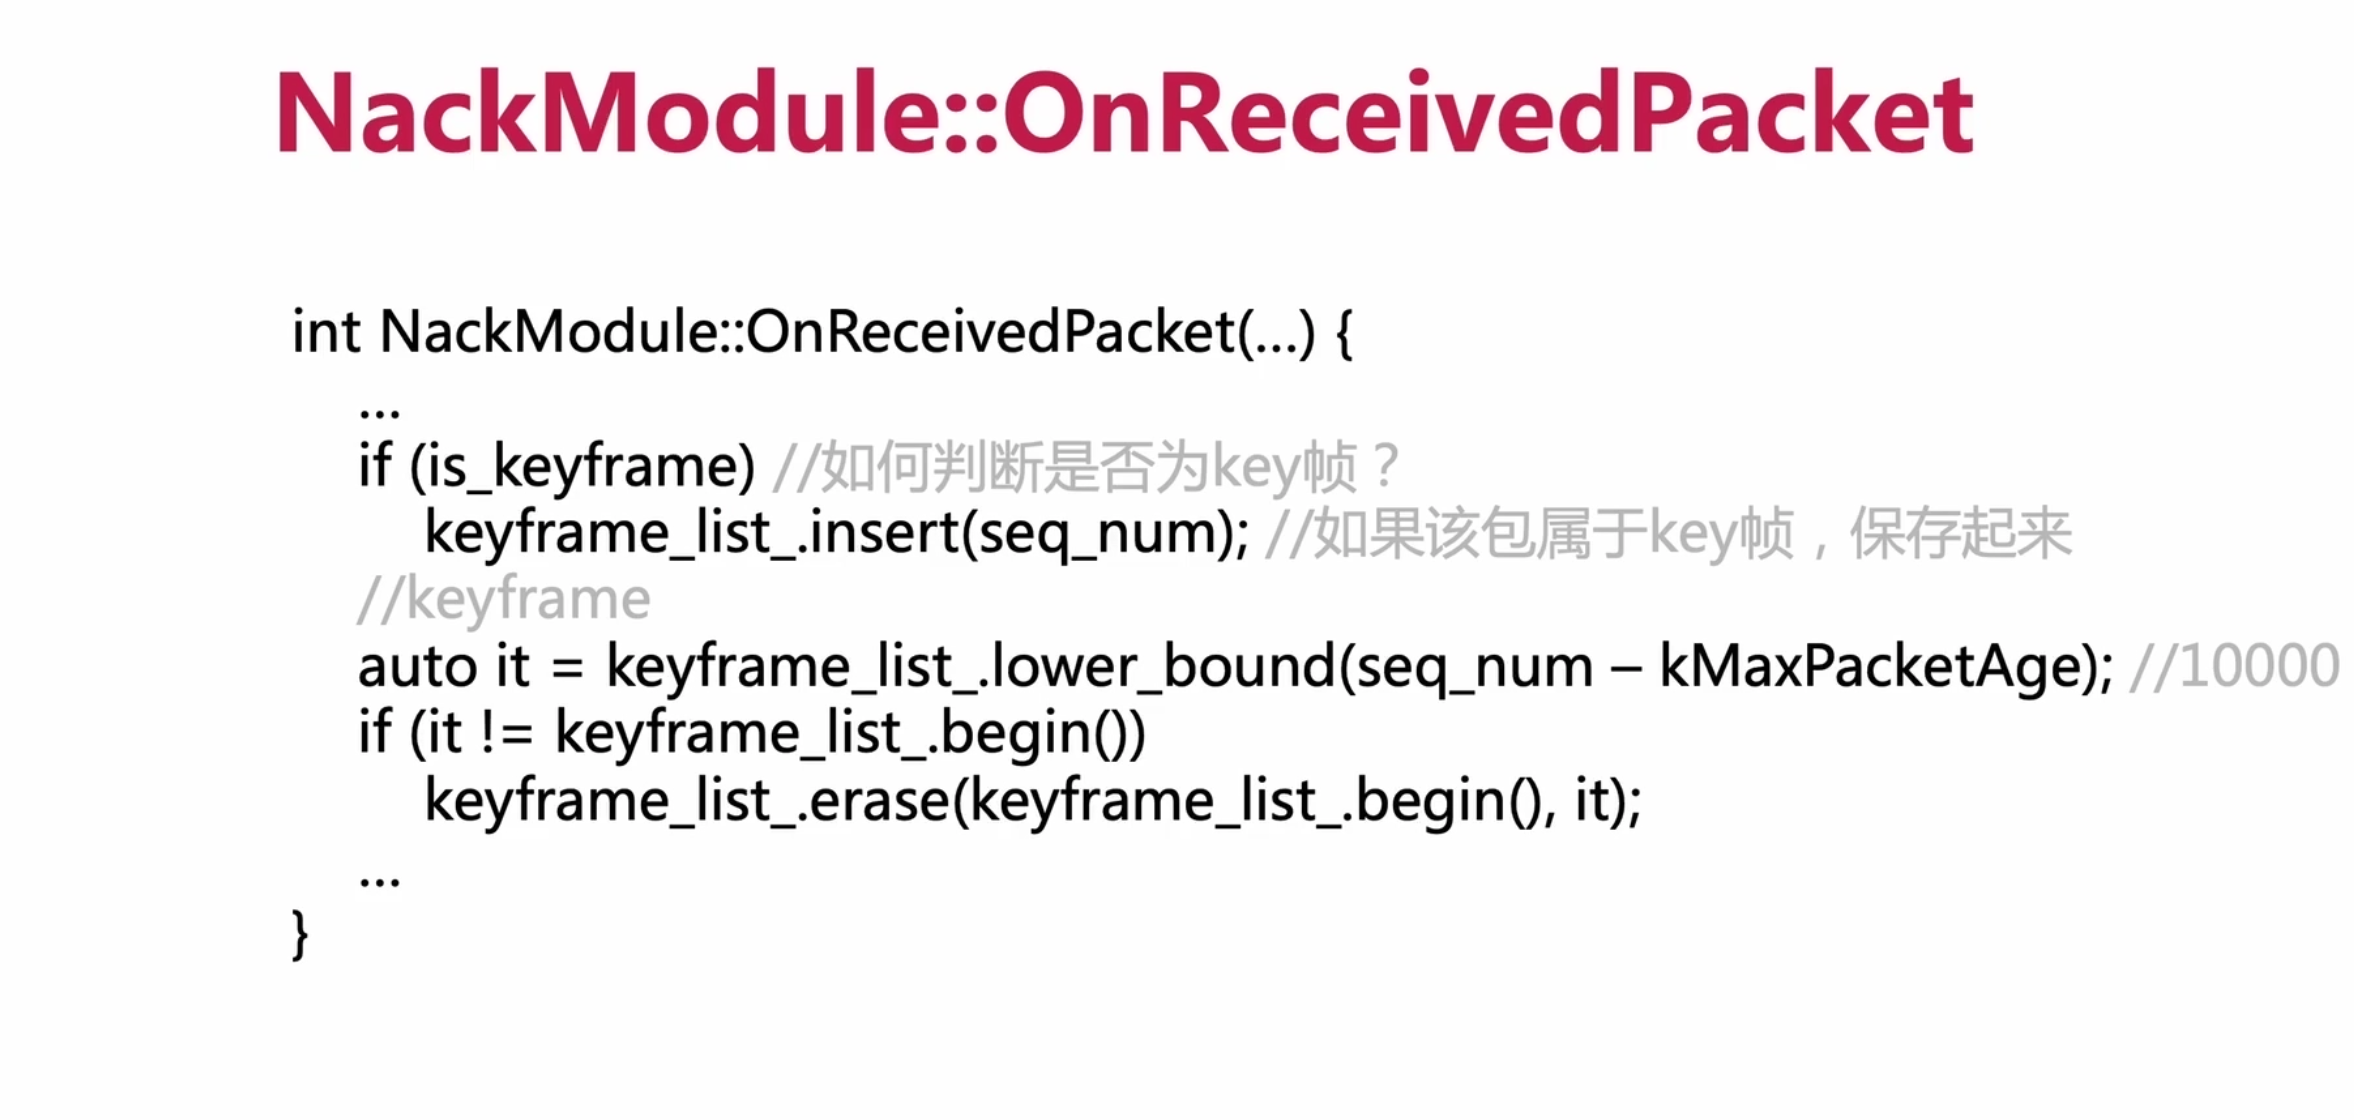 NackModule::OnReceivedPacket
int NackModule::OnReceivedPacket(...) {
...
if (is_keyframe) //如何判断是否为key帧？
keyframe_list_.insert(seq_num); //如果该包属于key帧，保存起来
//keyframe
auto it = keyframe_list_.lower_bound(seq_num – kMaxPacketAge); //10000
if (it != keyframe_list_.begin())
keyframe_list_.erase(keyframe_list_.begin(), it);
...
}